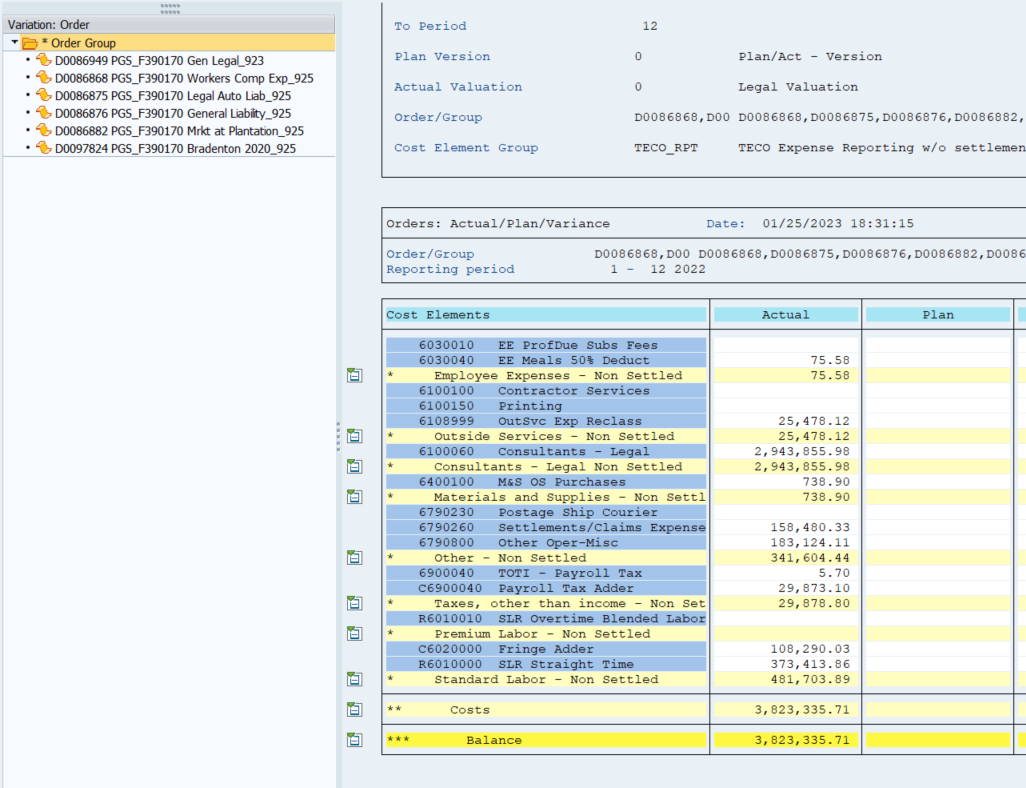 Variation: Order
* Order Group
D0086949 PGS_F390170 Gen Legal_923
D0086868 PGS_F390170 Workers Comp Exp_925
D0086875 PGS_F390170 Legal Auto Liab_925
D0086876 PGS_F390170 General Liability_925
D0086882 PGS_F390170 Mrkt at Plantation_925
D0097824 PGS_F390170 Bradenton 2020_925
To Period 12
Plan Version 0 Plan/Act - Version
Actual Valuation 0 Legal Valuation
Order/Group D0086868,D00 D0086868,D0086875,D0086876,D0086882,
Cost Element Group TECO_RPT TECO Expense Reporting w/o settlemen
Orders: Actual/Plan/Variance Date: 01/25/2023 18:31:15
Order/Group D0086868,D00 D0086868,D0086875,D0086876,D0086882,D0086
Reporting period 1 - 12 2022
Cost Elements Actual Plan
6030010 EE ProfDue Subs Fees
6030040 EE Meals 50% Deduct 75.58
* Employee Expenses - Non Settled 75.58
6100100 Contractor Services
6100150 Printing
6108999 OutSvc Exp Reclass 25,478.12
* Outside Services - Non Settled 25,478.12
6100060 Consultants - Legal 2,943,855.98
* Consultants - Legal Non Settled 2,943,855.98
6400100 M&S OS Purchases 738.90
* Materials and Supplies - Non Settl 738.90
6790230 Postage Ship Courier
6790260 Settlements/Claims Expense 158,480.33
6790800 Other Oper-Misc 183,124.11
* Other - Non Settled 341,604.44
6900040 TOTI - Payroll Tax 5.70
C6900040 Payroll Tax Adder 29,873.10
* Taxes, other than income - Non Set 29,878.80
R6010010 SLR Overtime Blended Labor
* Premium Labor - Non Settled
C6020000 Fringe Adder 108,290.03
R6010000 SLR Straight Time 373,413.86
* Standard Labor - Non Settled 481,703.89
** Costs 3,823,335.71
*** Balance 3,823,335.71